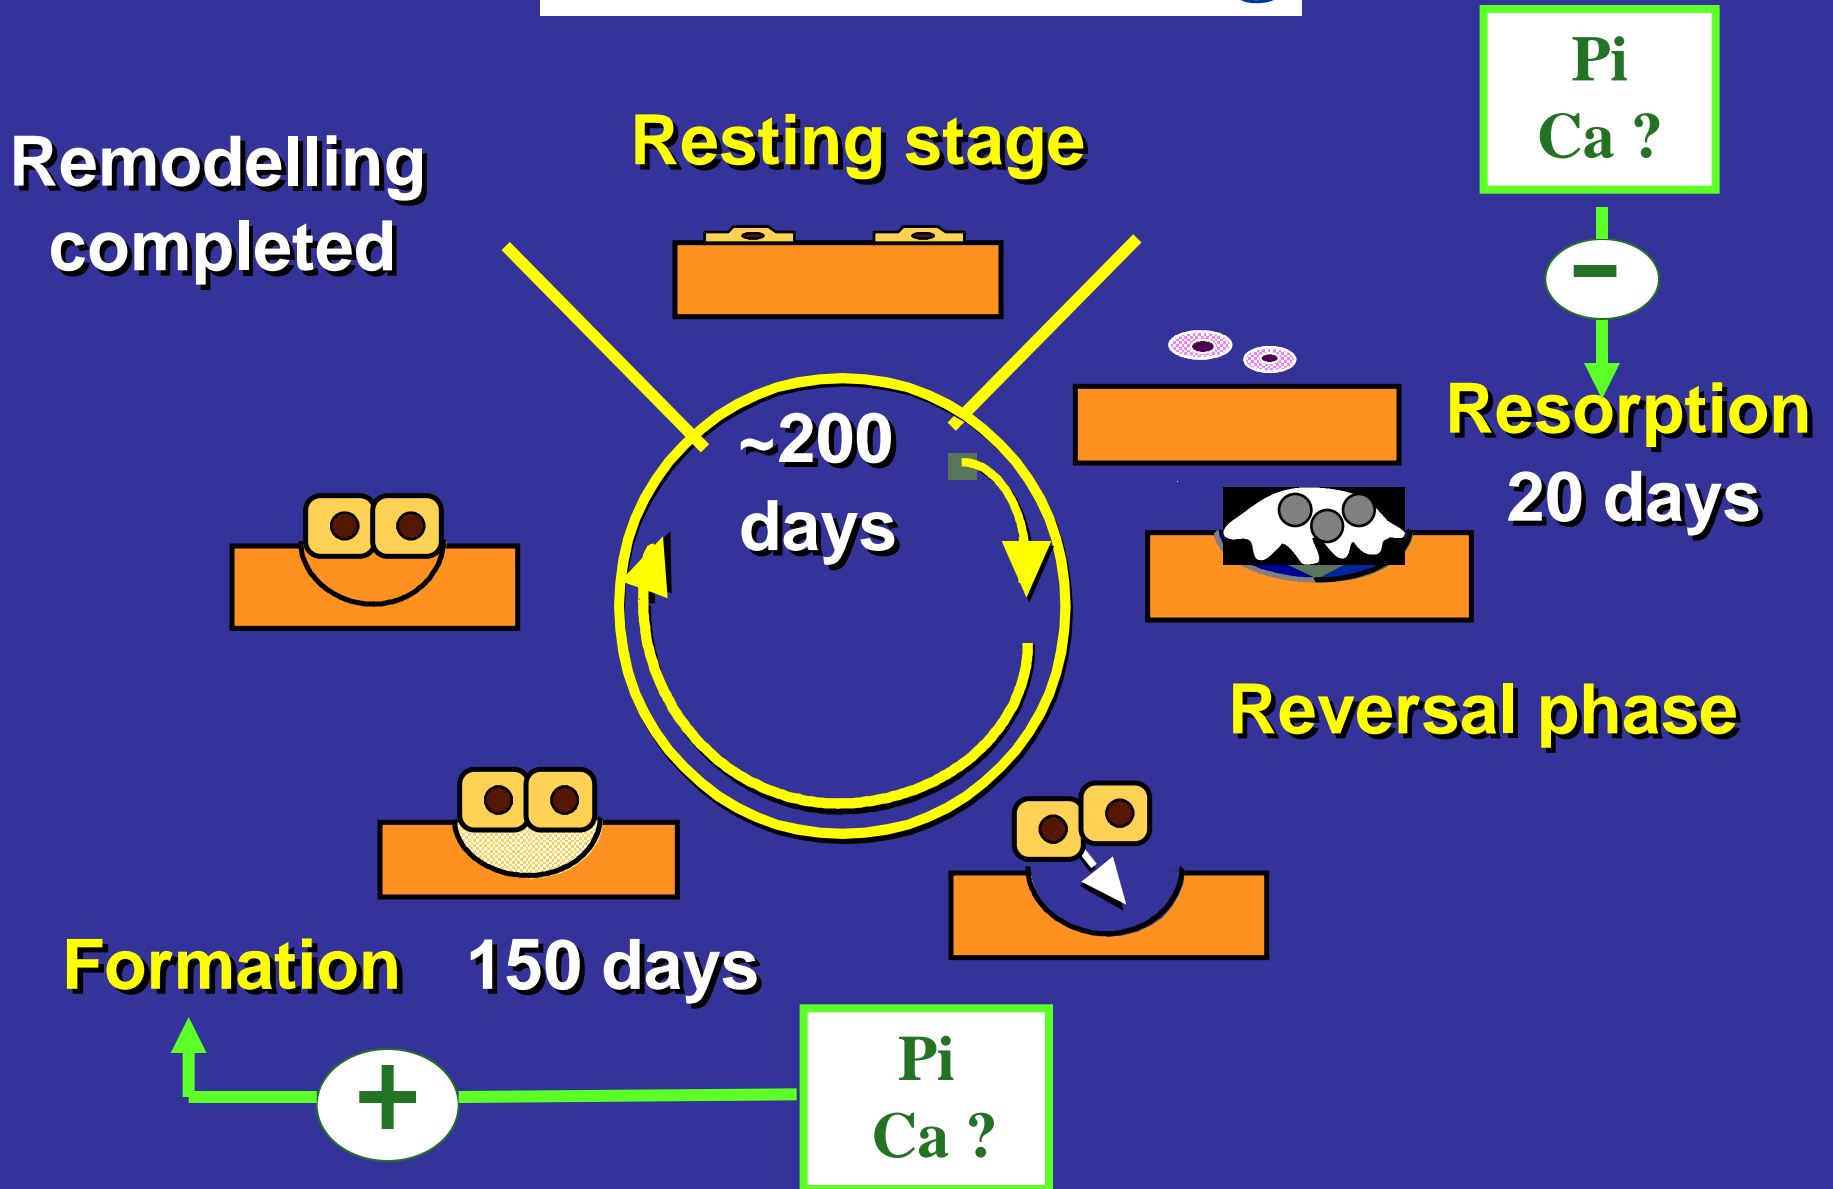 Pi
Ca ?
Resting stage
Remodelling
completed
–
~200
days
Resorption
20 days
Reversal phase
Formation 150 days
+
Pi
Ca ?